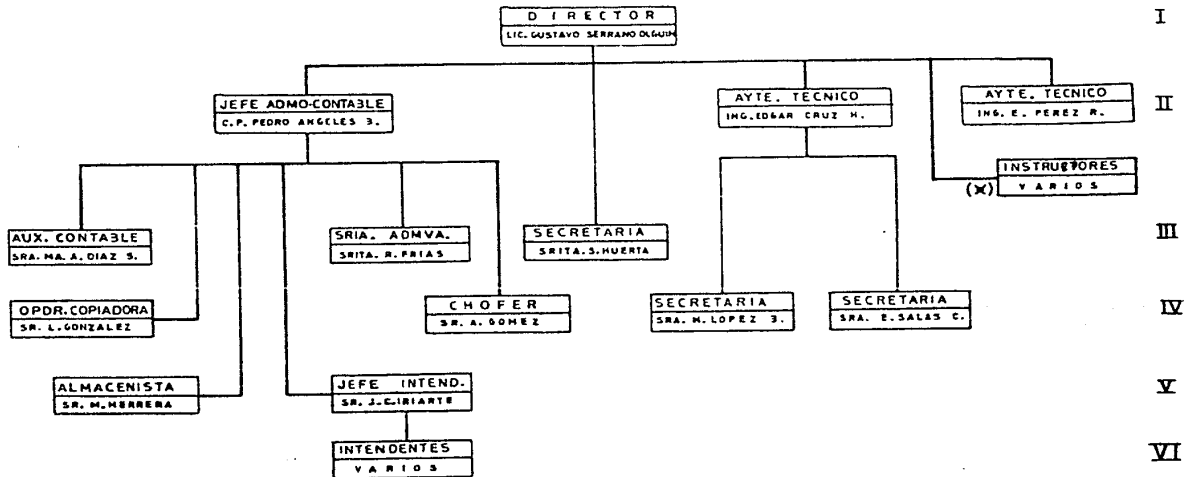 DIRECTOR
LIC. GUSTAVO SERRANO OLGUIN
I
JEFE ADMO-CONTABLE
C.P. PEDRO ANGELES B.
AYTE. TECNICO
ING. EDGAR CRUZ H.
AYTE. TECNICO
ING. E. PEREZ R.
II
INSTRUCTORES
VARIOS
(x)
AUX. CONTABLE
SRA. MA. A. DIAZ S.
SRIA. ADMVA.
SRITA. R. FRIAS
SECRETARIA
SRITA. S. HUERTA
III
OPDR. COPIADORA
SR. L. GONZALEZ
CHOFER
SR. A. GOMEZ
SECRETARIA
SRA. M. LOPEZ B.
SECRETARIA
SRA. E. SALAS C.
IV
ALMACENISTA
SR. M. HERRERA
JEFE INTEND.
SR. J.C. IRIARTE
V
INTENDENTES
VARIOS
VI